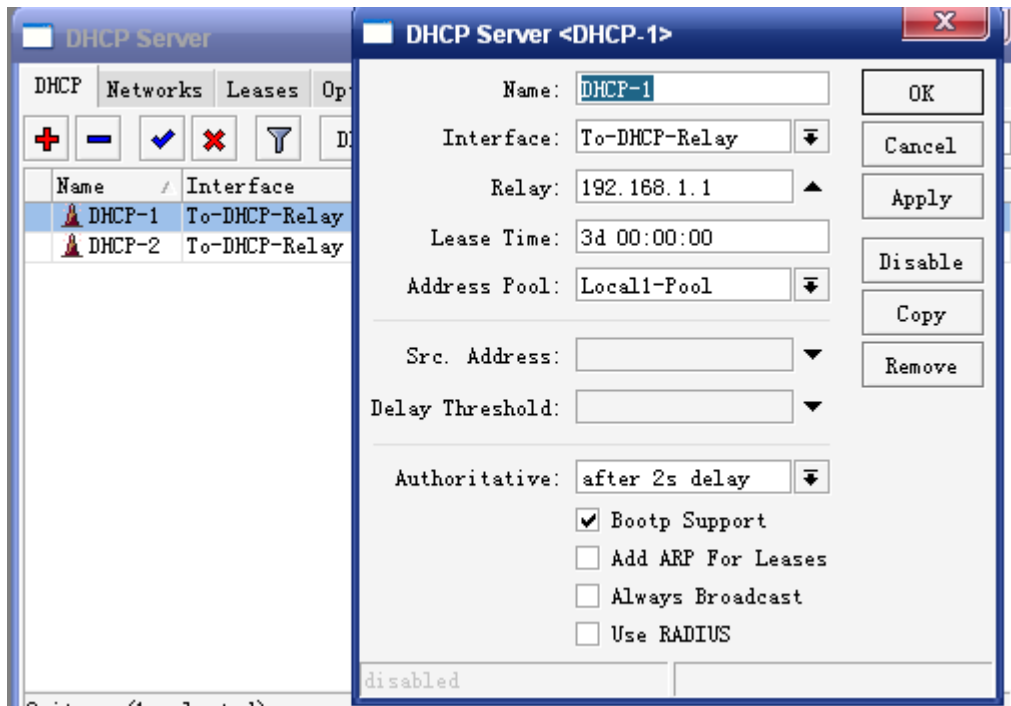 DHCP Server
DHCP Networks Leases
Name Interface
DHCP-1 To-DHCP-Relay
DHCP-2 To-DHCP-Relay
DHCP Server <DHCP-1>
Name: DHCP-1
Interface: To-DHCP-Relay
Relay: 192.168.1.1
Lease Time: 3d 00:00:00
Address Pool: Local1-Pool
Src. Address:
Delay Threshold:
Authoritative: after 2s delay
Bootp Support
Add ARP For Leases
Always Broadcast
Use RADIUS
OK
Cancel
Apply
Disable
Copy
Remove
disabled